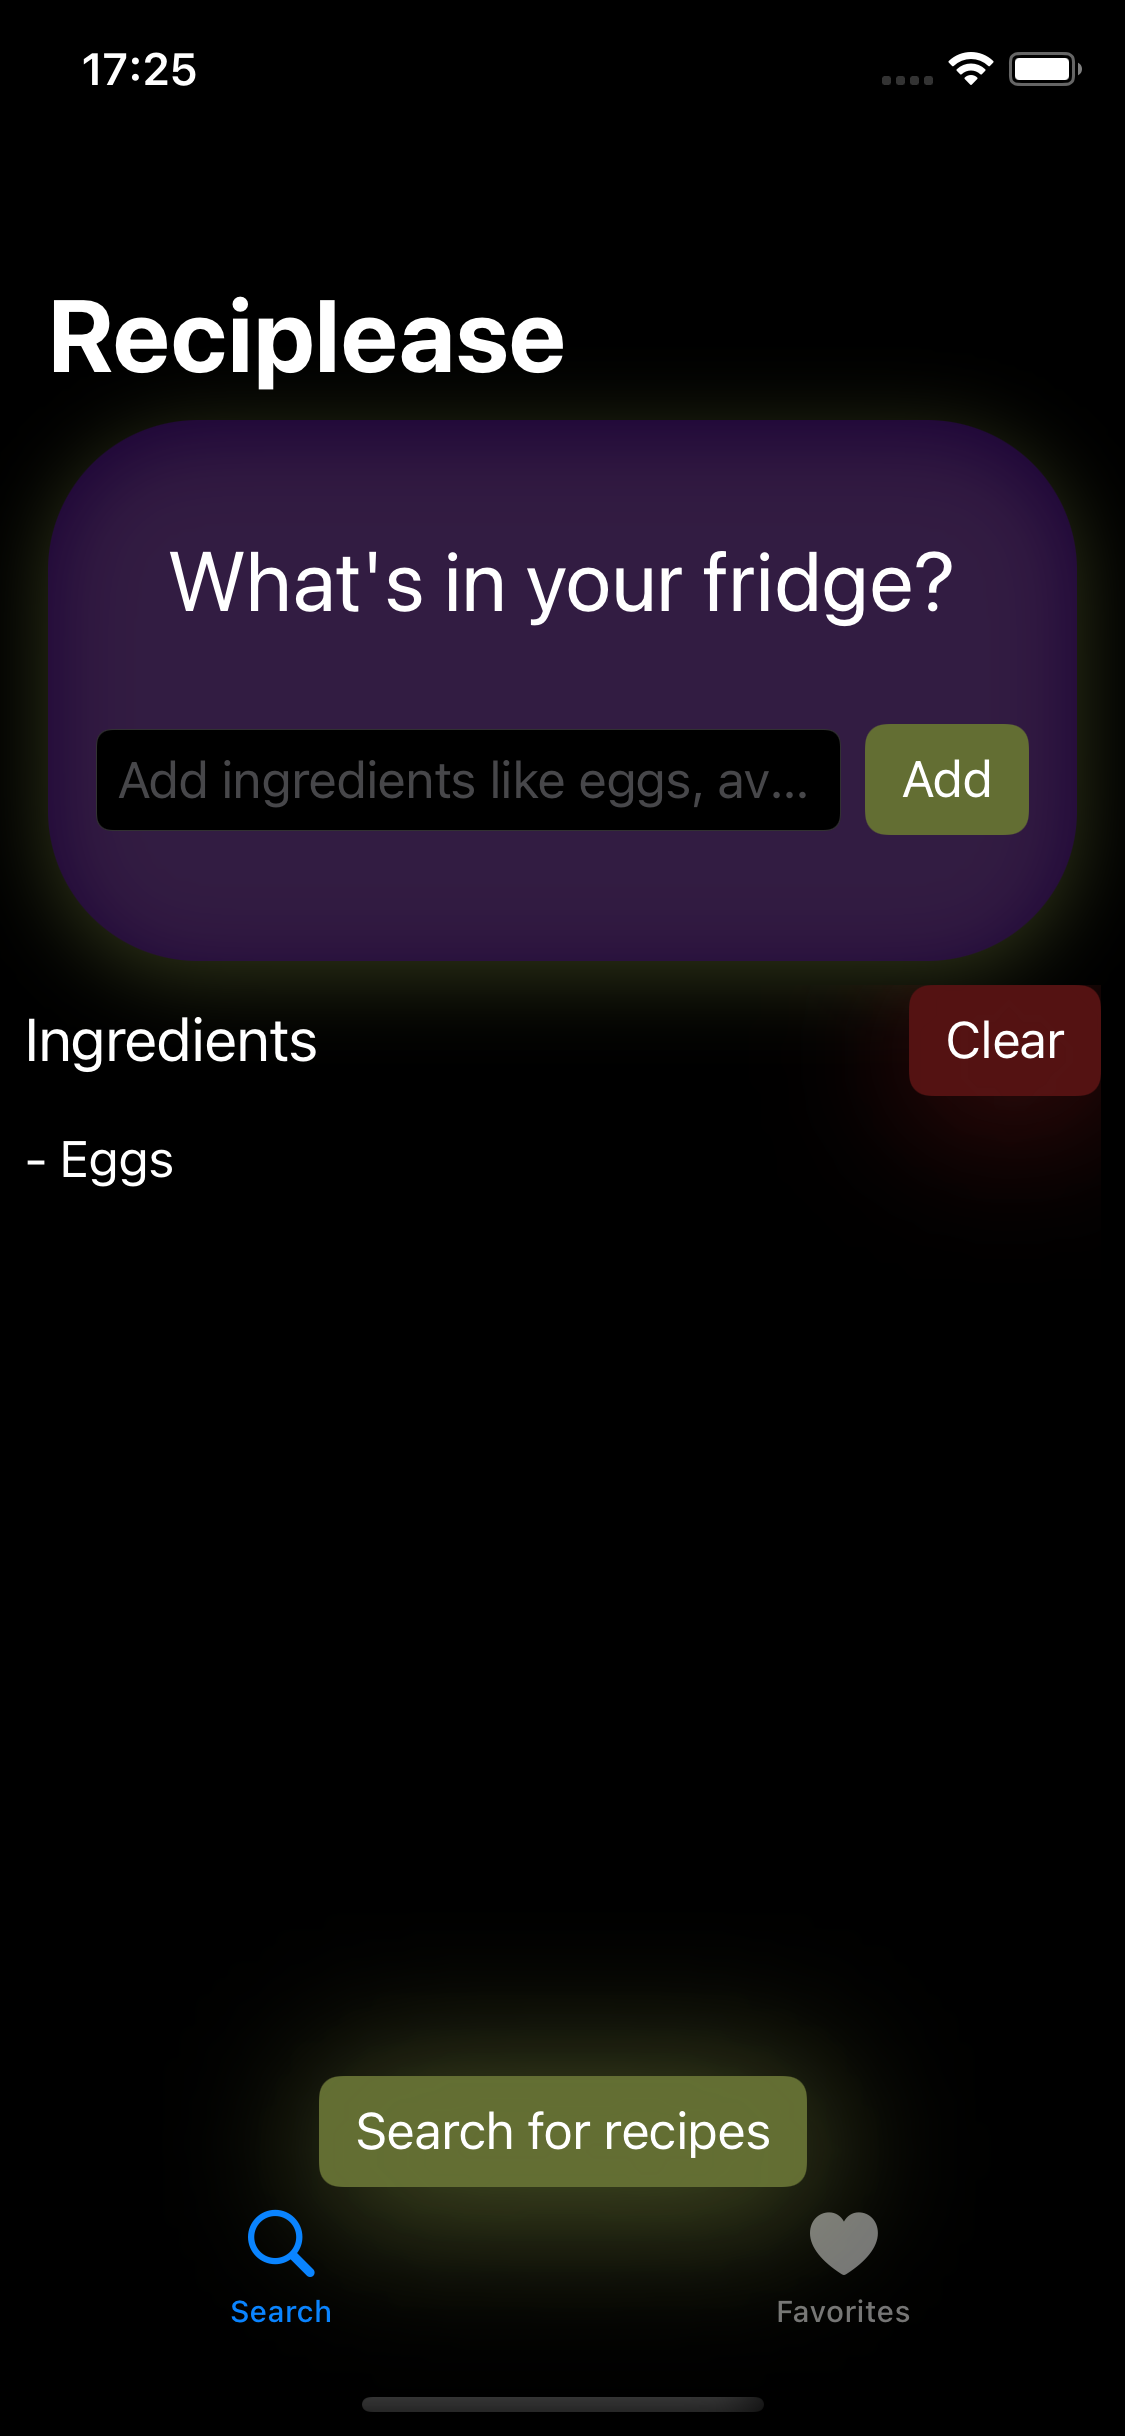 17:25
Reciplease
What's in your fridge?
Add ingredients like eggs, av...
Add
Ingredients
Clear
- Eggs
Search for recipes
Search
Favorites